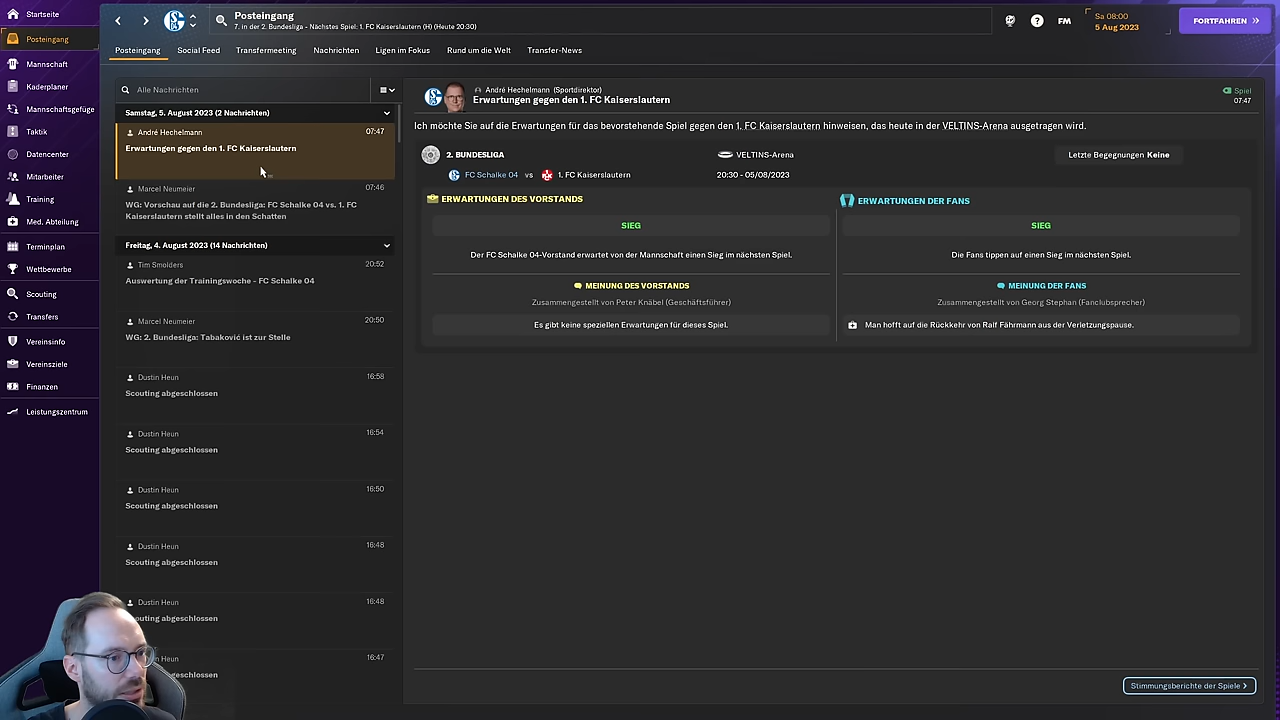 Startseite
Posteingang
Mannschaft
Kaderplaner
Mannschaftsgefüge
Taktik
Datencenter
Mitarbeiter
Training
Med. Abteilung
Terminplan
Wettbewerbe
Scouting
Transfers
Vereinsinfo
Vereinsziele
Finanzen
Leistungszentrum
Posteingang
7. in der 2. Bundesliga - Nächstes Spiel: 1. FC Kaiserslautern (H) (Heute 20:30)
FM
Sa 08:00
5 Aug 2023
FORTFAHREN
Posteingang Social Feed Transfermeeting Nachrichten Ligen im Fokus Rund um die Welt Transfer-News
Alle Nachrichten
Samstag, 5. August 2023 (2 Nachrichten)
André Hechelmann 07:47
Erwartungen gegen den 1. FC Kaiserslautern
Marcel Neumeier 07:46
WG: Vorschau auf die 2. Bundesliga: FC Schalke 04 vs. 1. FC
Kaiserslautern stellt alles in den Schatten
Freitag, 4. August 2023 (14 Nachrichten)
Tim Smolders 20:52
Auswertung der Trainingswoche - FC Schalke 04
Marcel Neumeier 20:50
WG: 2. Bundesliga: Tabaković ist zur Stelle
Dustin Heun 16:58
Scouting abgeschlossen
Dustin Heun 16:54
Scouting abgeschlossen
Dustin Heun 16:50
Scouting abgeschlossen
Dustin Heun 16:48
Scouting abgeschlossen
Dustin Heun 16:48
outing abgeschlossen
Heun 16:47
geschlossen
André Hechelmann (Sportdirektor)
Erwartungen gegen den 1. FC Kaiserslautern
Spiel
07:47
Ich möchte Sie auf die Erwartungen für das bevorstehende Spiel gegen den 1. FC Kaiserslautern hinweisen, das heute in der VELTINS-Arena ausgetragen wird.
2. BUNDESLIGA VELTINS-Arena Letzte Begegnungen Keine
FC Schalke 04 vs 1. FC Kaiserslautern 20:30 - 05/08/2023
ERWARTUNGEN DES VORSTANDS
SIEG
Der FC Schalke 04-Vorstand erwartet von der Mannschaft einen Sieg im nächsten Spiel.
MEINUNG DES VORSTANDS
Zusammengestellt von Peter Knäbel (Geschäftsführer)
Es gibt keine speziellen Erwartungen für dieses Spiel.
ERWARTUNGEN DER FANS
SIEG
Die Fans tippen auf einen Sieg im nächsten Spiel.
MEINUNG DER FANS
Zusammengestellt von Georg Stephan (Fanclubsprecher)
Man hofft auf die Rückkehr von Ralf Fährmann aus der Verletzungspause.
Stimmungsberichte der Spiele